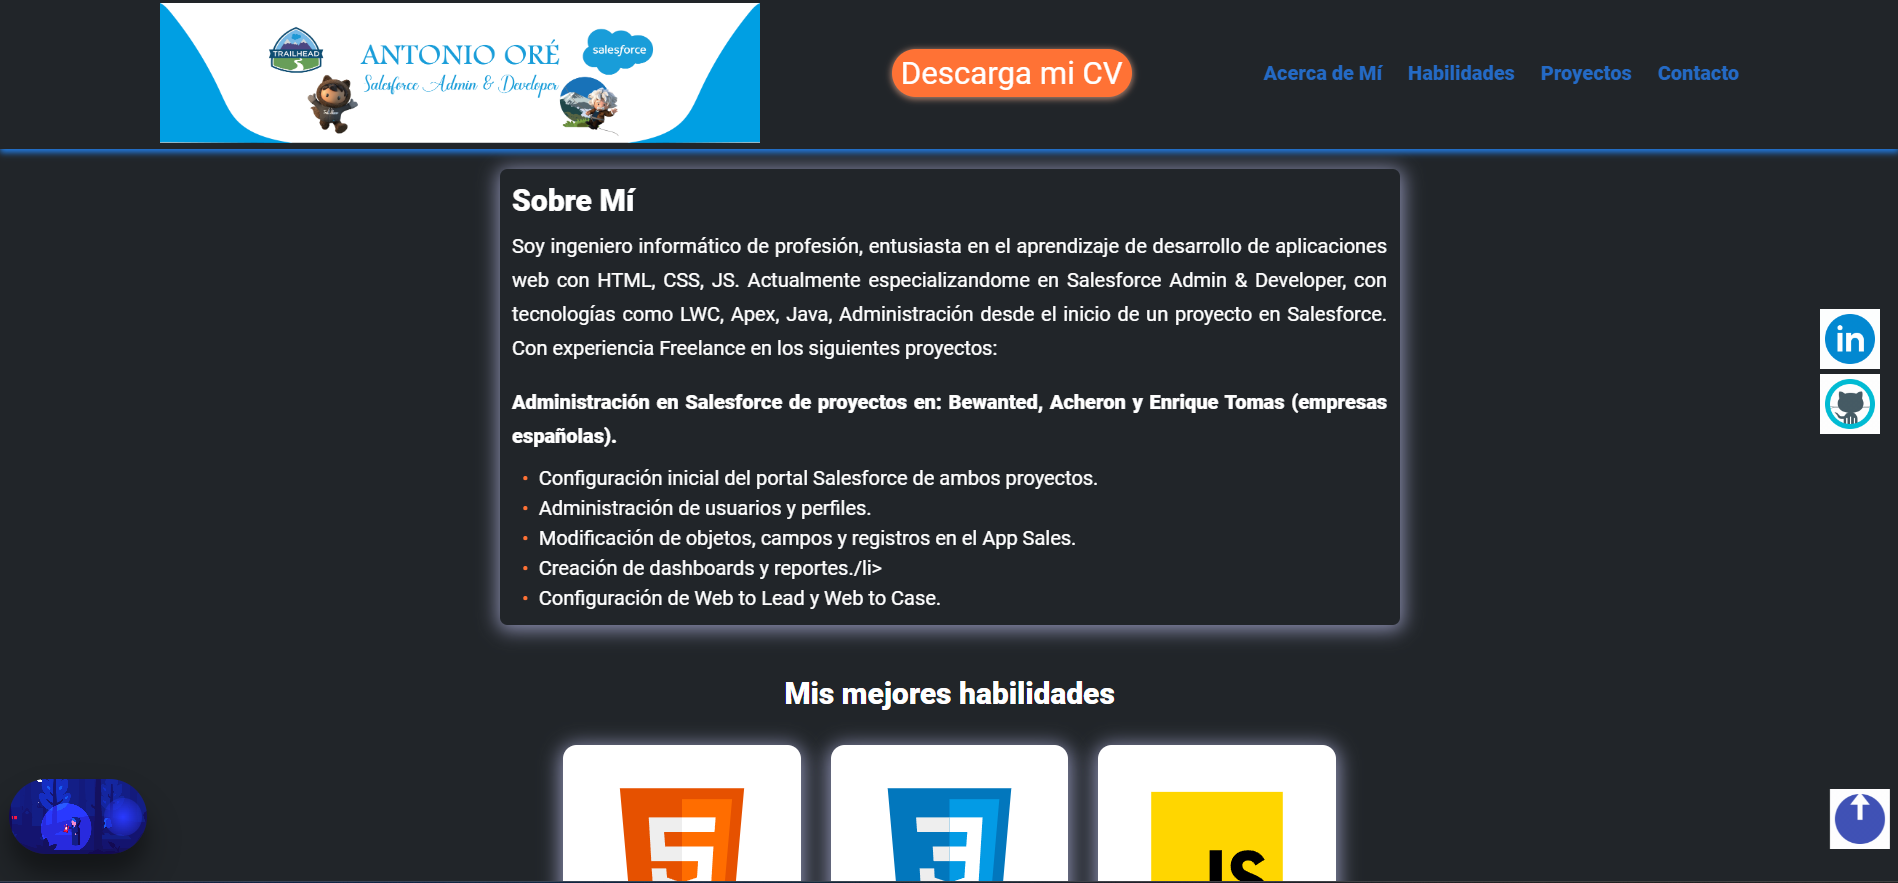 TRAILHEAD
ANTONIO ORÉ
salesforce
Salesforce Admin & Developer
Descarga mi CV
Acerca de Mí Habilidades Proyectos Contacto
Sobre Mí
Soy ingeniero informático de profesión, entusiasta en el aprendizaje de desarrollo de aplicaciones
web con HTML, CSS, JS. Actualmente especializandome en Salesforce Admin & Developer, con
tecnologías como LWC, Apex, Java, Administración desde el inicio de un proyecto en Salesforce.
Con experiencia Freelance en los siguientes proyectos:
Administración en Salesforce de proyectos en: Bewanted, Acheron y Enrique Tomas (empresas
españolas).
• Configuración inicial del portal Salesforce de ambos proyectos.
• Administración de usuarios y perfiles.
• Modificación de objetos, campos y registros en el App Sales.
• Creación de dashboards y reportes./li>
• Configuración de Web to Lead y Web to Case.
in
Mis mejores habilidades
5 3 JS